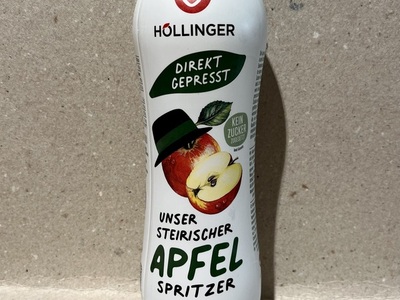 HÖLLINGER
DIREKT
GEPRESST
KEIN
ZUCKER
UNSER
STEIRISCHER
APFEL
SPRITZER